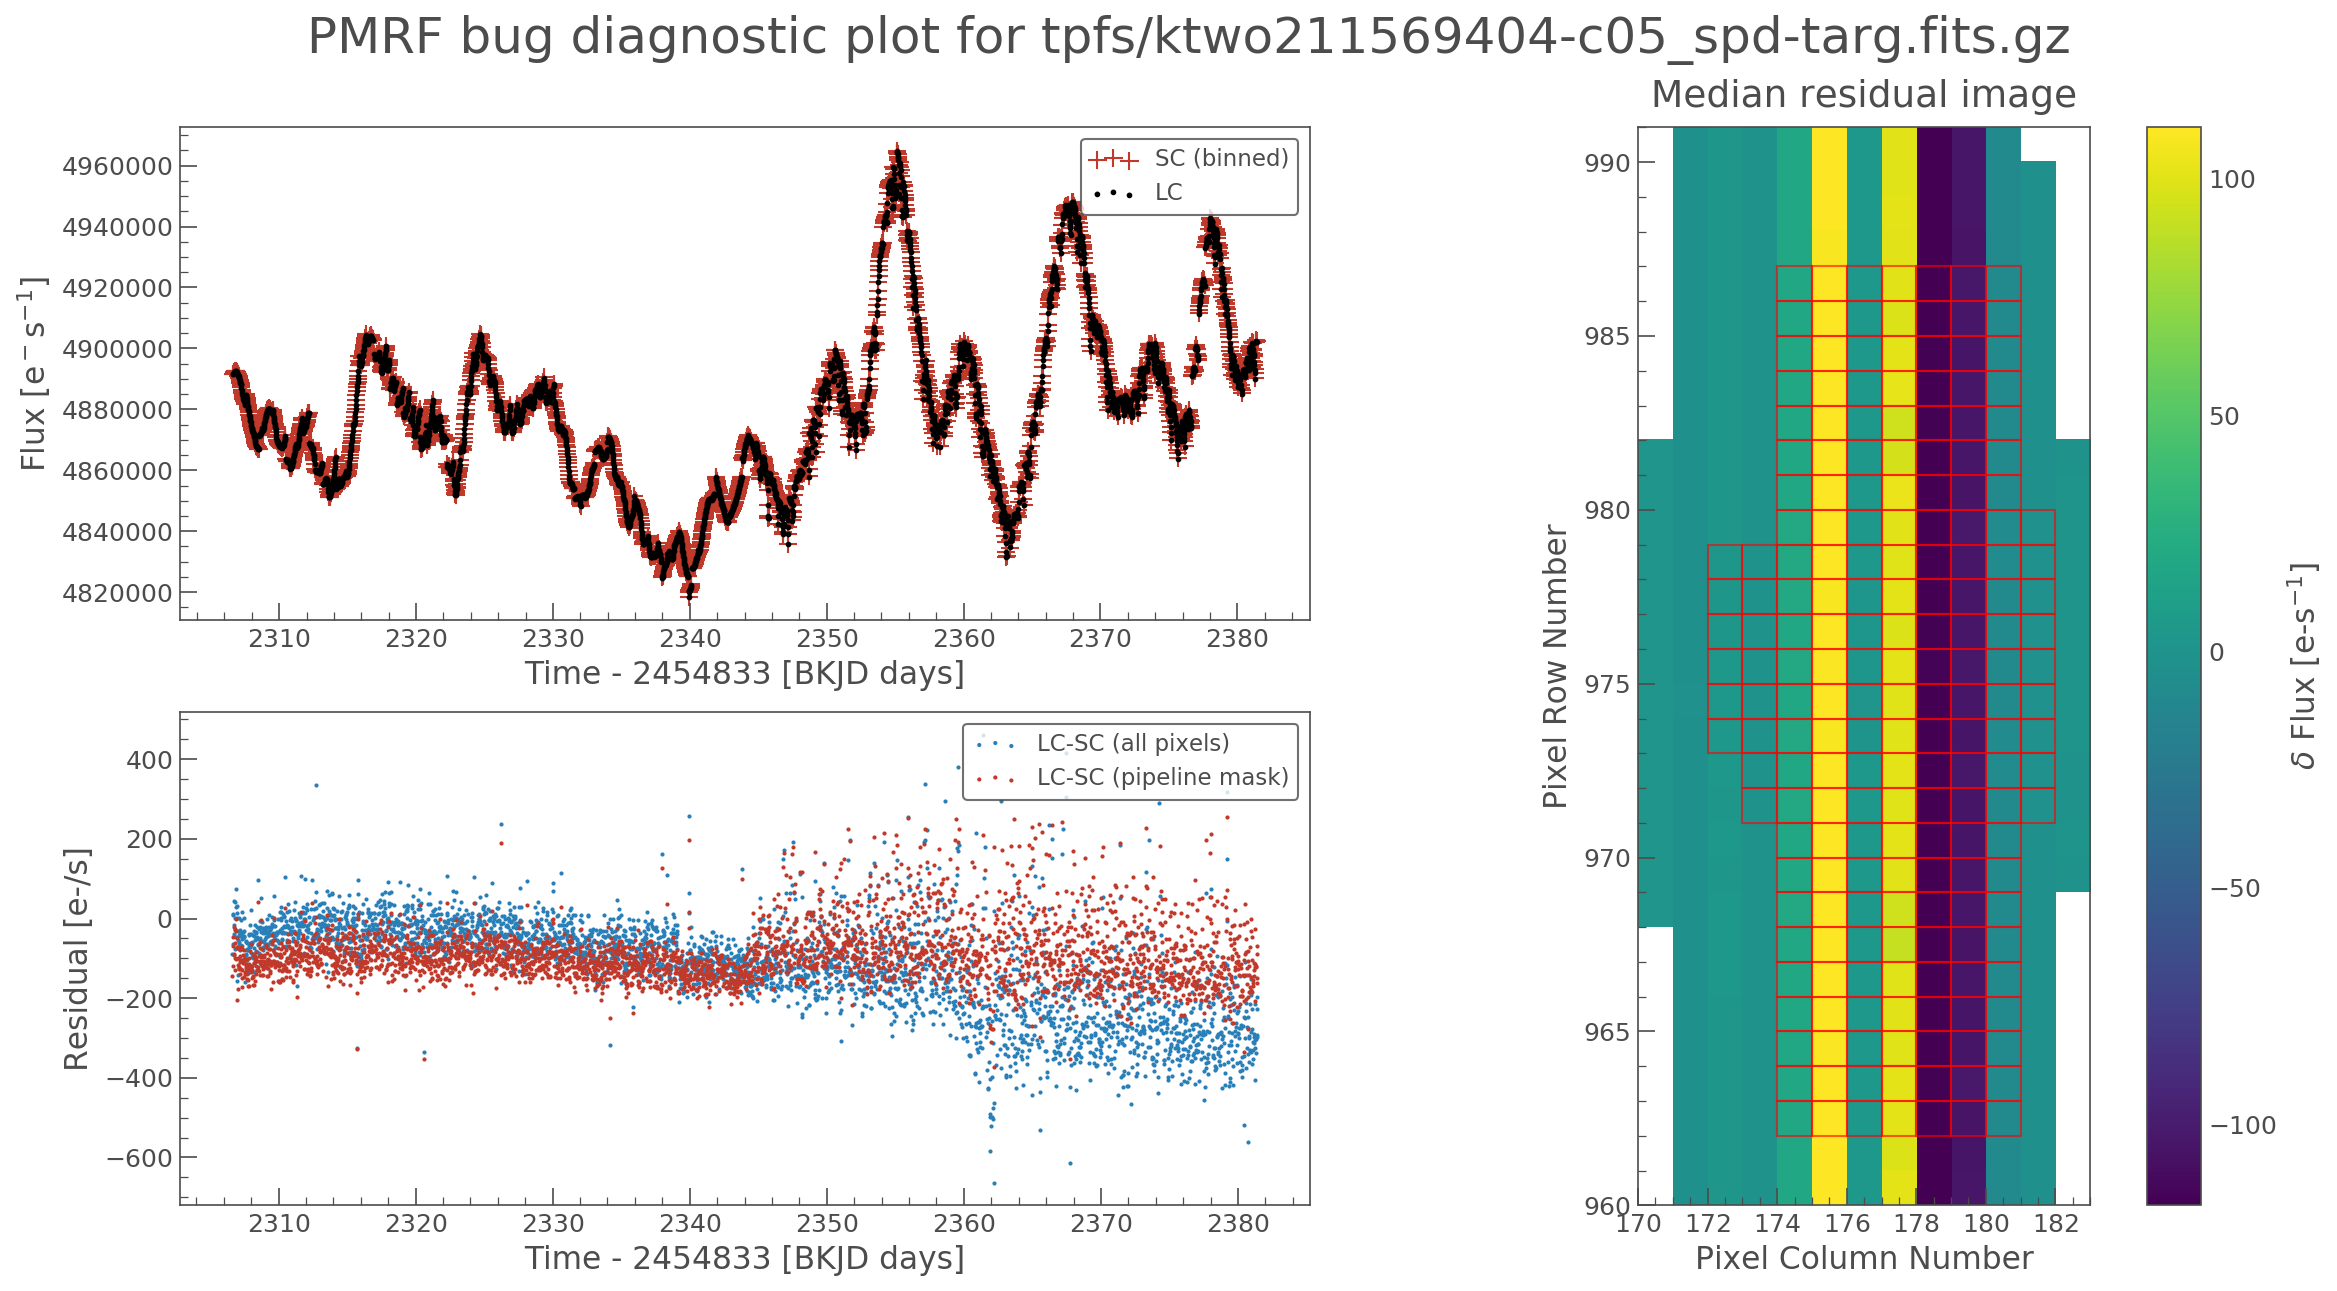 PMRF bug diagnostic plot for tpfs/ktwo211569404-c05_spd-targ.fits.gz
Flux [e⁻ s⁻¹]
4960000
4940000
4920000
4900000
4880000
4860000
4840000
4820000
SC (binned)
LC
2310 2320 2330 2340 2350 2360 2370 2380
Time - 2454833 [BKJD days]
Residual [e-/s]
400
200
0
−200
−400
−600
LC-SC (all pixels)
LC-SC (pipeline mask)
2310 2320 2330 2340 2350 2360 2370 2380
Time - 2454833 [BKJD days]
Median residual image
Pixel Row Number
990
985
980
975
970
965
960
170 172 174 176 178 180 182
Pixel Column Number
100
50
0
−50
−100
δ Flux [e-s⁻¹]